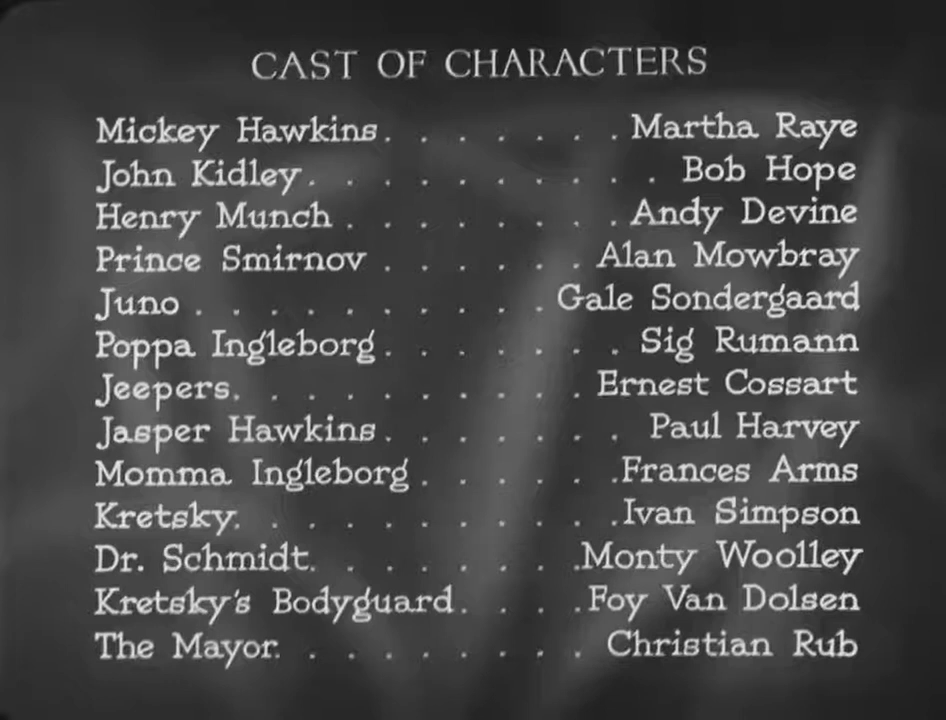 CAST OF CHARACTERS
Mickey Hawkins. . . . . . . .Martha Raye
John Kidley. . . . . . . . . . Bob Hope
Henry Munch . . . . . . . .Andy Devine
Prince Smirnov . . . . . . Alan Mowbray
Juno . . . . . . . . . .Gale Sondergaard
Poppa Ingleborg. . . . . . . Sig Rumann
Jeepers. . . . . . . . . .Ernest Cossart
Jasper Hawkins. . . . . . . Paul Harvey
Momma Ingleborg. . . . . .Frances Arms
Kretsky. . . . . . . . . . .Ivan Simpson
Dr. Schmidt. . . . . . . .Monty Woolley
Kretsky's Bodyguard. . . .Foy Van Dolsen
The Mayor. . . . . . . . . Christian Rub